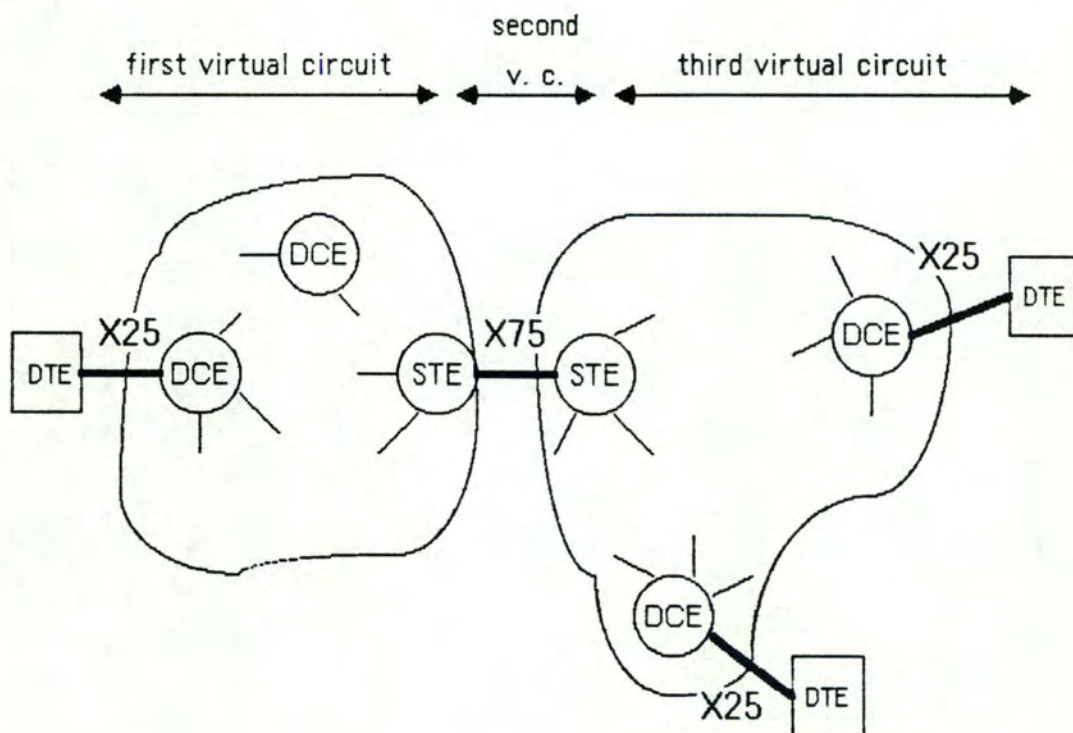 second
first virtual circuit
v. c.
third virtual circuit
DCE
X25
DTE
X25
X75
DCE
DTE
DCE
STE
STE
DCE
X25
DTE